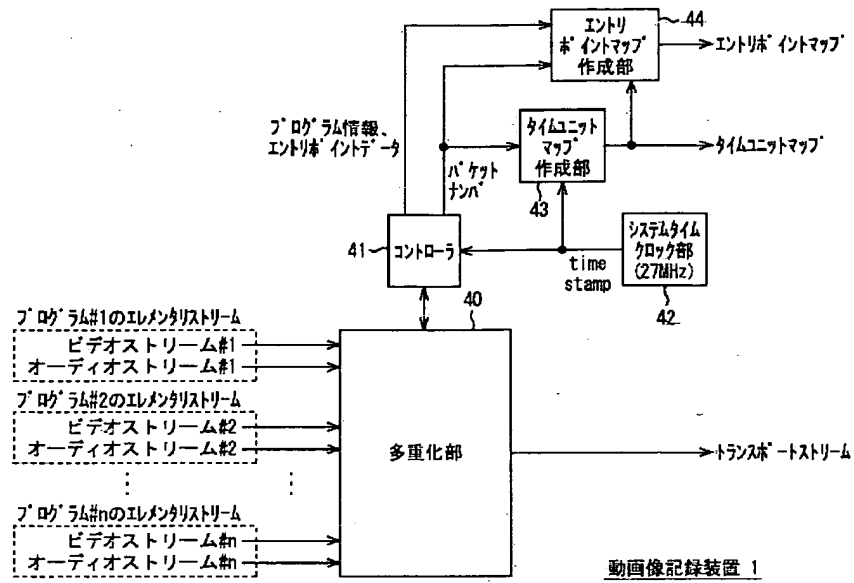 エントリ
ポイントマップ
作成部
44
エントリポイントマップ
プログラム情報、
エントリポイントデータ
パケット
ナンバ
タイムユニット
マップ
作成部
43
タイムユニットマップ
41
コントローラ
time
stamp
システムタイム
クロック部
(27MHz)
42
40
プログラム#1のエレメンタリストリーム
ビデオストリーム#1
オーディオストリーム#1
プログラム#2のエレメンタリストリーム
ビデオストリーム#2
オーディオストリーム#2
多重化部
トランスポートストリーム
プログラム#nのエレメンタリストリーム
ビデオストリーム#n
オーディオストリーム#n
動画像記録装置 1